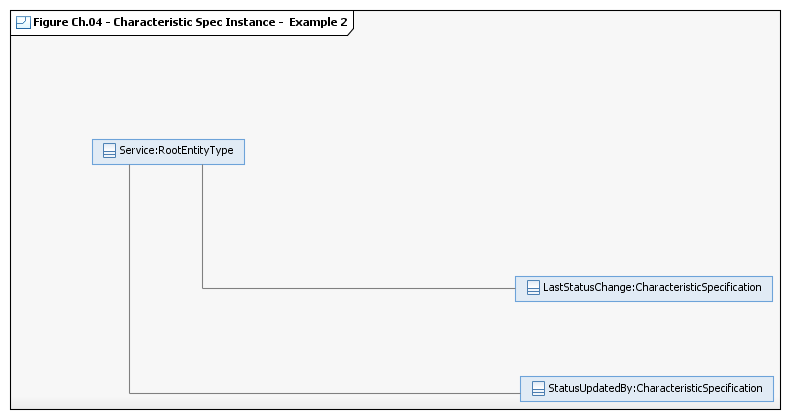 Figure Ch.04 - Characteristic Spec Instance -  Example 2
Service:RootEntityType
LastStatusChange:CharacteristicSpecification
StatusUpdatedBy:CharacteristicSpecification